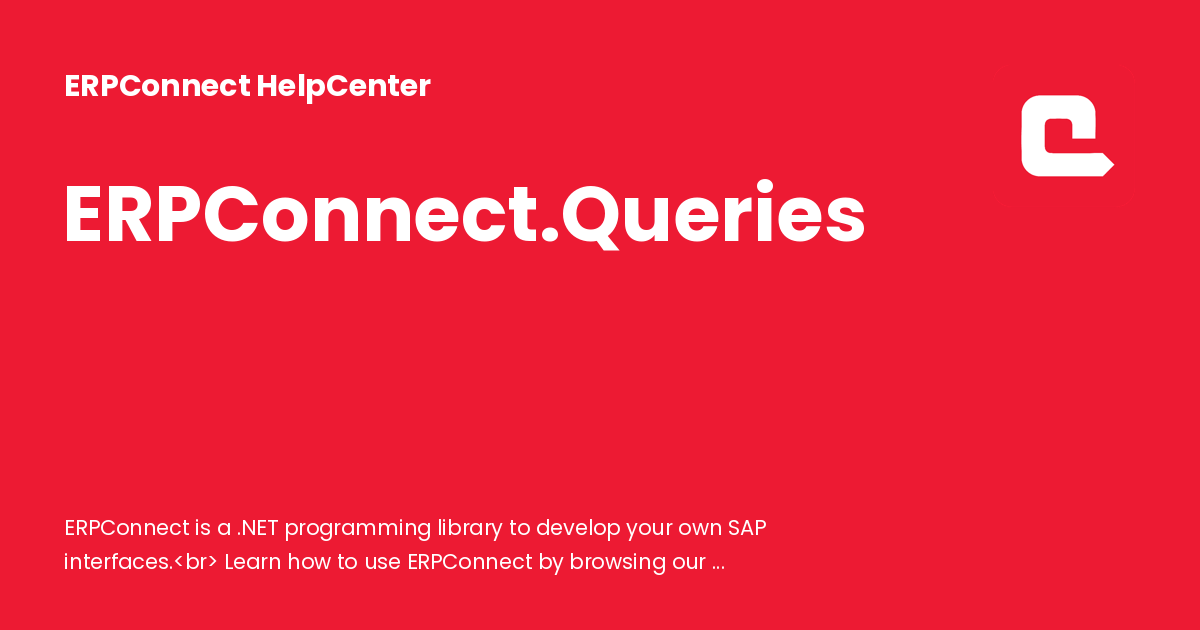 ERPConnect HelpCenter
ERPConnect.Queries
ERPConnect is a .NET programming library to develop your own SAP
interfaces.<br> Learn how to use ERPConnect by browsing our ...